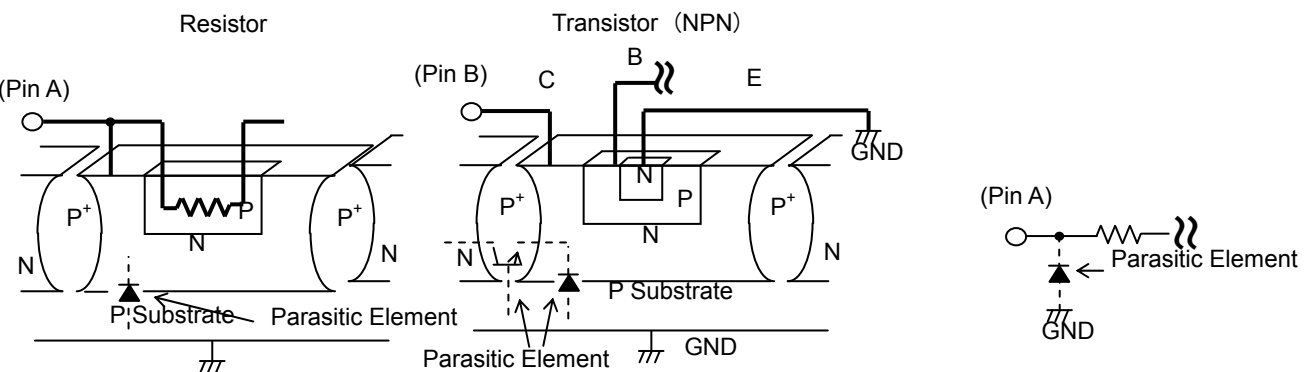 Resistor
(Pin A)
P+
P
P+
N
N
N
P Substrate
Parasitic Element
Transistor（NPN）
(Pin B)
C
B
E
GND
N
P+
P
P+
N
N
N
P Substrate
Parasitic Element
GND
(Pin A)
Parasitic Element
GND